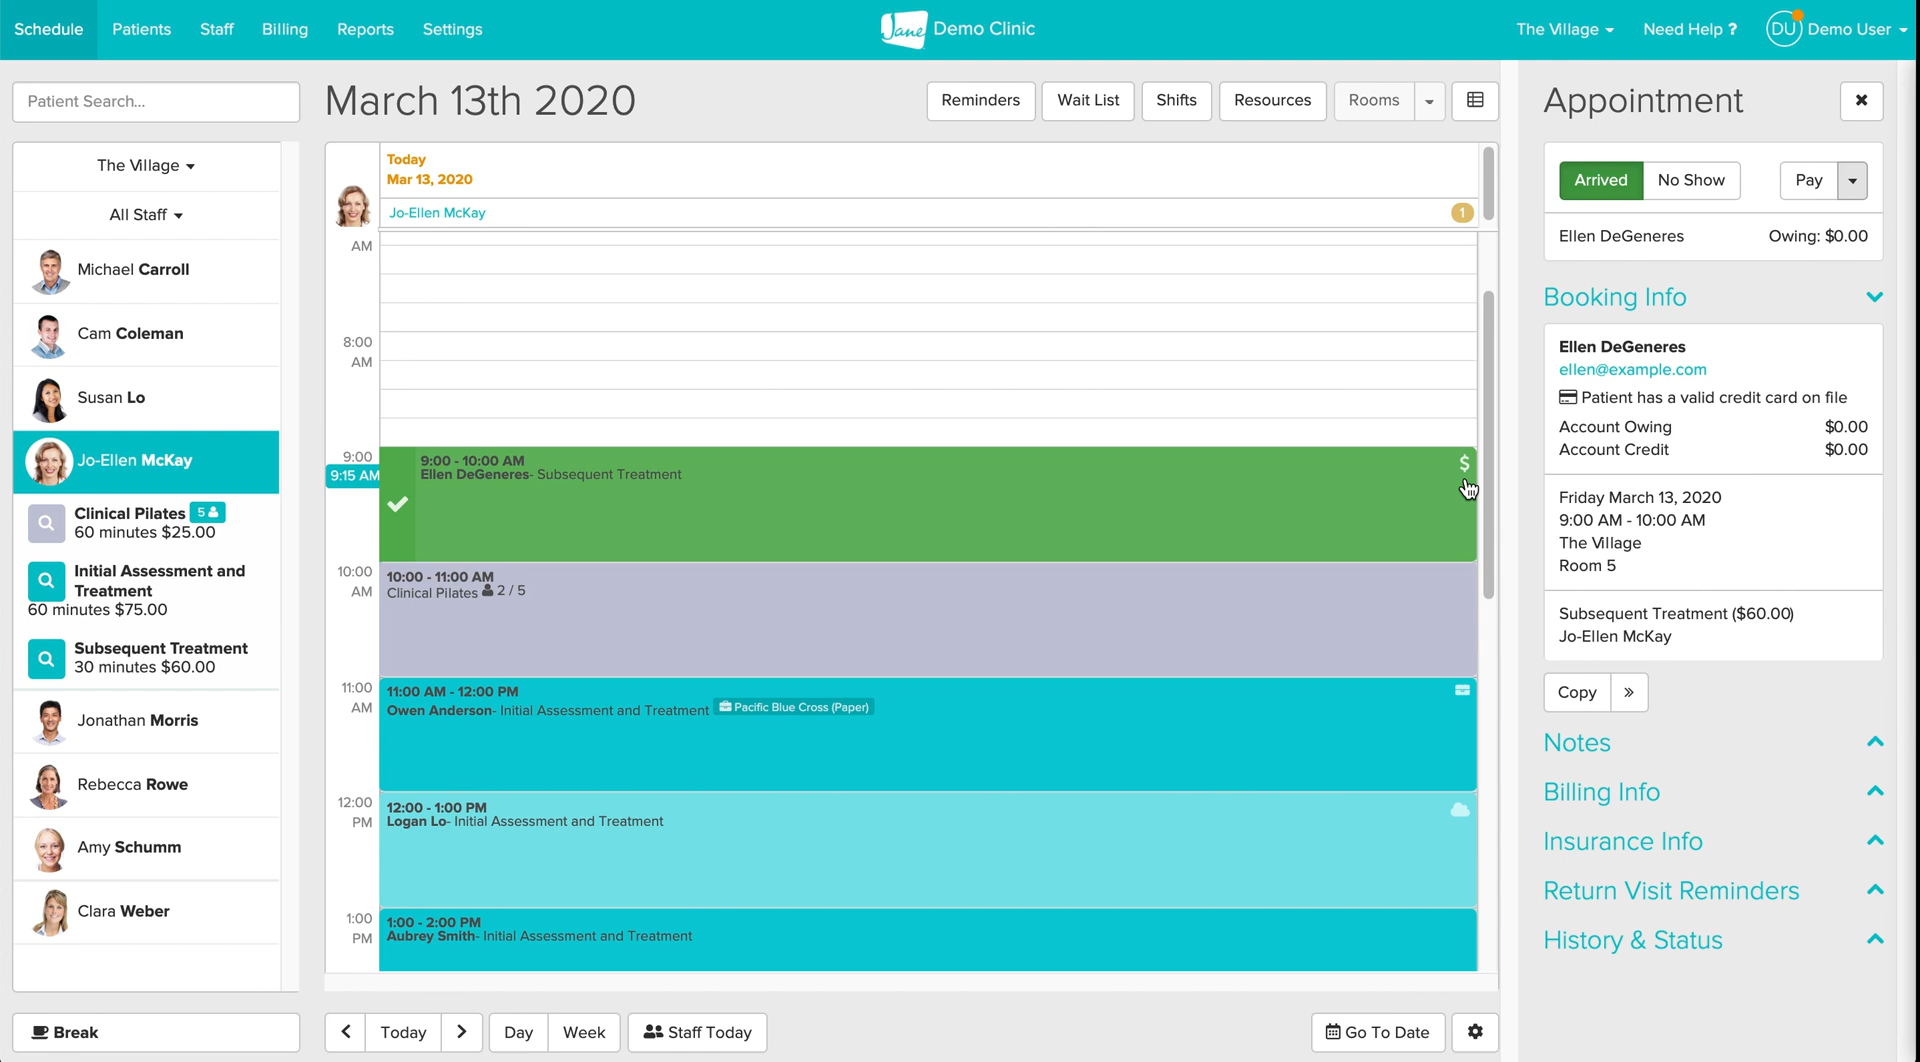 Schedule
Patients
Staff
Billing
Reports
Settings
Jane
Demo Clinic
The Village
Need Help ?
DU
Demo User
Patient Search...
The Village
All Staff
Michael Carroll
Cam Coleman
Susan Lo
Jo-Ellen McKay
Clinical Pilates 5
60 minutes $25.00
Initial Assessment and
Treatment
60 minutes $75.00
Subsequent Treatment
30 minutes $60.00
Jonathan Morris
Rebecca Rowe
Amy Schumm
Clara Weber
Break
March 13th 2020
Reminders
Wait List
Shifts
Resources
Rooms
Today
Mar 13, 2020
Jo-Ellen McKay
1
AM
8:00
AM
9:00
9:15 AM
9:00 - 10:00 AM
Ellen DeGeneres- Subsequent Treatment
$
10:00
AM
10:00 - 11:00 AM
Clinical Pilates 2 / 5
11:00
AM
11:00 AM - 12:00 PM
Owen Anderson- Initial Assessment and Treatment Pacific Blue Cross (Paper)
12:00
PM
12:00 - 1:00 PM
Logan Lo- Initial Assessment and Treatment
1:00
PM
1:00 - 2:00 PM
Aubrey Smith- Initial Assessment and Treatment
Today
Day
Week
Staff Today
Go To Date
Appointment
Arrived
No Show
Pay
Ellen DeGeneres
Owing: $0.00
Booking Info
Ellen DeGeneres
ellen@example.com
Patient has a valid credit card on file
Account Owing $0.00
Account Credit $0.00
Friday March 13, 2020
9:00 AM - 10:00 AM
The Village
Room 5
Subsequent Treatment ($60.00)
Jo-Ellen McKay
Copy
Notes
Billing Info
Insurance Info
Return Visit Reminders
History & Status